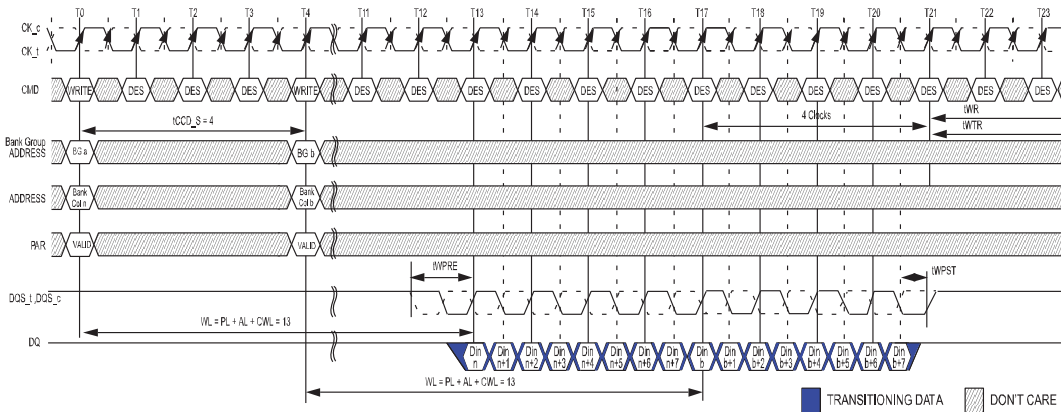 T0 T1 T2 T3 T4 T11 T12 T13 T14 T15 T16 T17 T18 T19 T20 T21 T22 T23
CK_c
CK_t
CMD WRITE DES DES DES WRITE DES DES DES DES DES DES DES DES DES DES DES DES DES
tCCD_S = 4
4 Clocks
tWR
tWTR
Bank Group
ADDRESS
BG a
BG b
ADDRESS
Bank
Col n
Bank
Col b
PAR
VALID
VALID
tWPRE
tWPST
DQS_t ,DQS_c
WL = PL + AL + CWL = 13
DQ
Din
n
Din
n+1
Din
n+2
Din
n+3
Din
n+4
Din
n+5
Din
n+6
Din
n+7
Din
b
Din
b+1
Din
b+2
Din
b+3
Din
b+4
Din
b+5
Din
b+6
Din
b+7
WL = PL + AL + CWL = 13
TRANSITIONING DATA
DON'T CARE